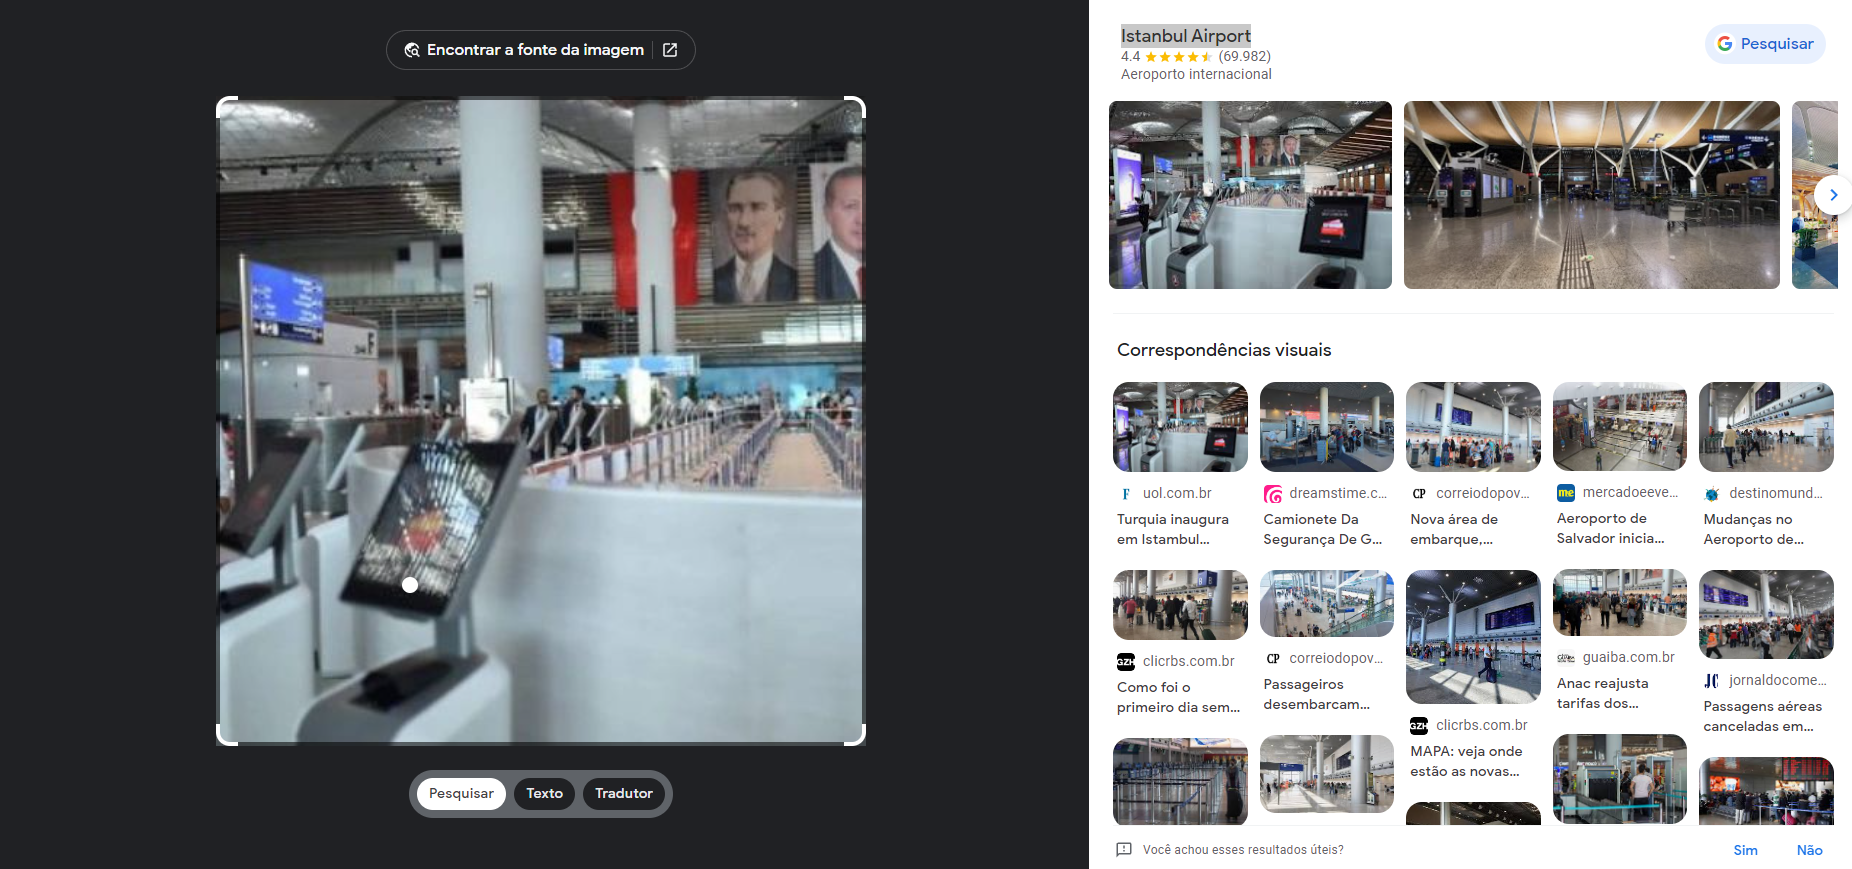 Encontrar a fonte da imagem
F
Pesquisar
Texto
Tradutor
Istanbul Airport
4.4
(69.982)
Aeroporto internacional
Pesquisar
Correspondências visuais
uol.com.br
Turquia inaugura
em Istambul...
dreamstime.c...
Camionete Da
Segurança De G...
correiodopov...
Nova área de
embarque,...
mercadoeeve...
Aeroporto de
Salvador inicia...
destinomund...
Mudanças no
Aeroporto de...
clicrbs.com.br
Como foi o
primeiro dia sem...
correiodopov...
Passageiros
desembarcam...
clicrbs.com.br
MAPA: veja onde
estão as novas...
guaiba.com.br
Anac reajusta
tarifas dos...
jornaldocome...
Passagens aéreas
canceladas em...
Você achou esses resultados úteis?
Sim
Não